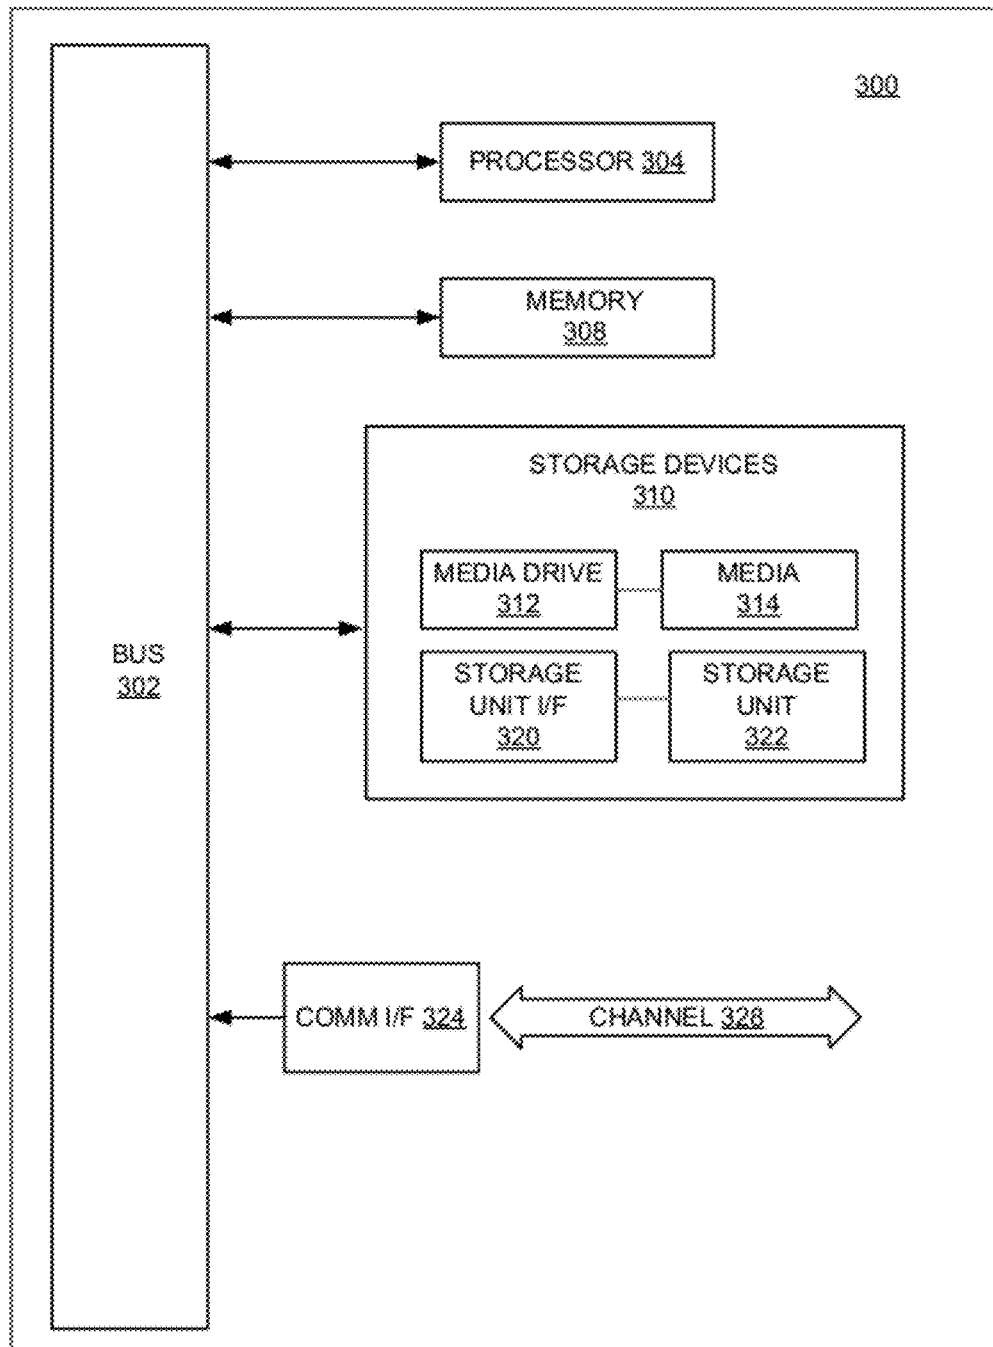 300
PROCESSOR 304
MEMORY
308
STORAGE DEVICES
310
MEDIA DRIVE
312
MEDIA
314
STORAGE
UNIT I/F
320
STORAGE
UNIT
322
BUS
302
COMM I/F 324
CHANNEL 328